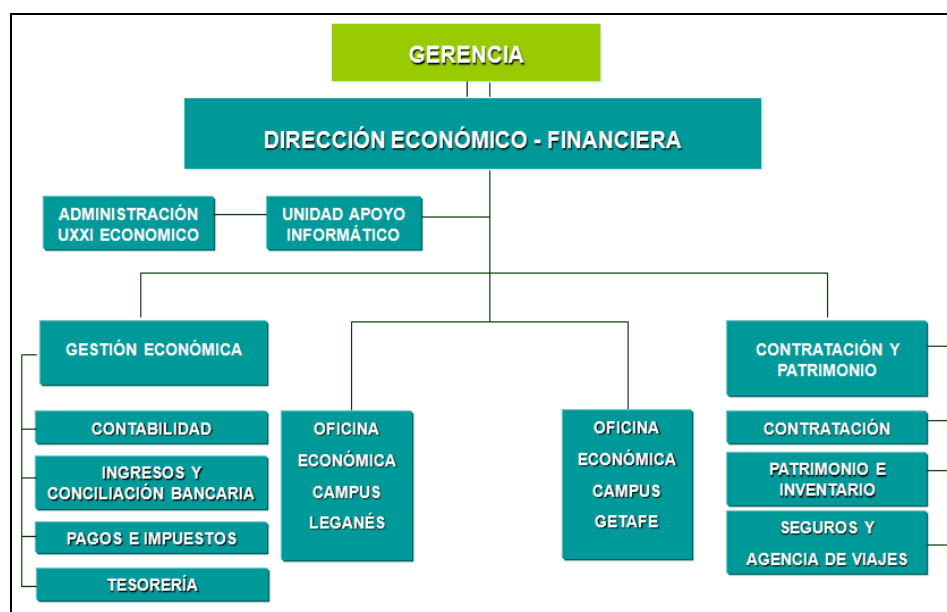 GERENCIA
DIRECCIÓN ECONÓMICO - FINANCIERA
ADMINISTRACIÓN
UXXI ECONOMICO
UNIDAD APOYO
INFORMÁTICO
GESTIÓN ECONÓMICA
CONTABILIDAD
INGRESOS Y
CONCILIACIÓN BANCARIA
PAGOS E IMPUESTOS
TESORERÍA
OFICINA
ECONÓMICA
CAMPUS
LEGANÉS
OFICINA
ECONÓMICA
CAMPUS
GETAFE
CONTRATACIÓN Y
PATRIMONIO
CONTRATACIÓN
PATRIMONIO E
INVENTARIO
SEGUROS Y
AGENCIA DE VIAJES